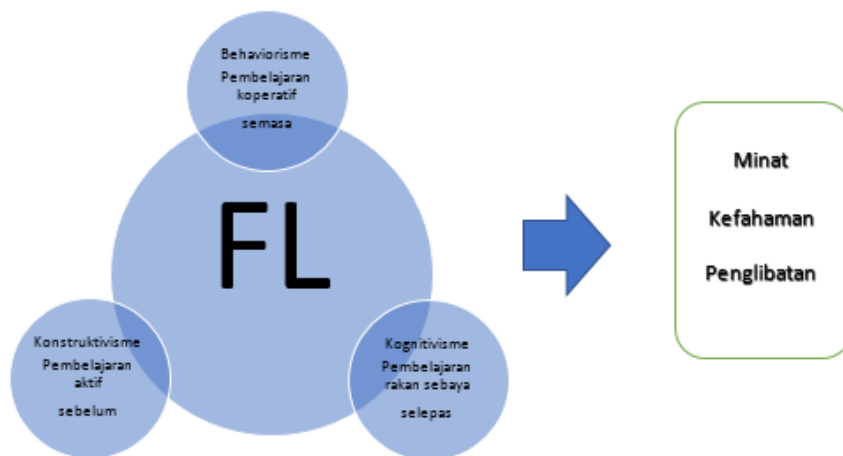 Behaviorisme
Pembelajaran
koperatif
semasa
FL
Konstruktivisme
Pembelajaran
aktif
sebelum
Kognitivisme
Pembelajaran
rakan sebaya
selepas
Minat
Kefahaman
Penglibatan